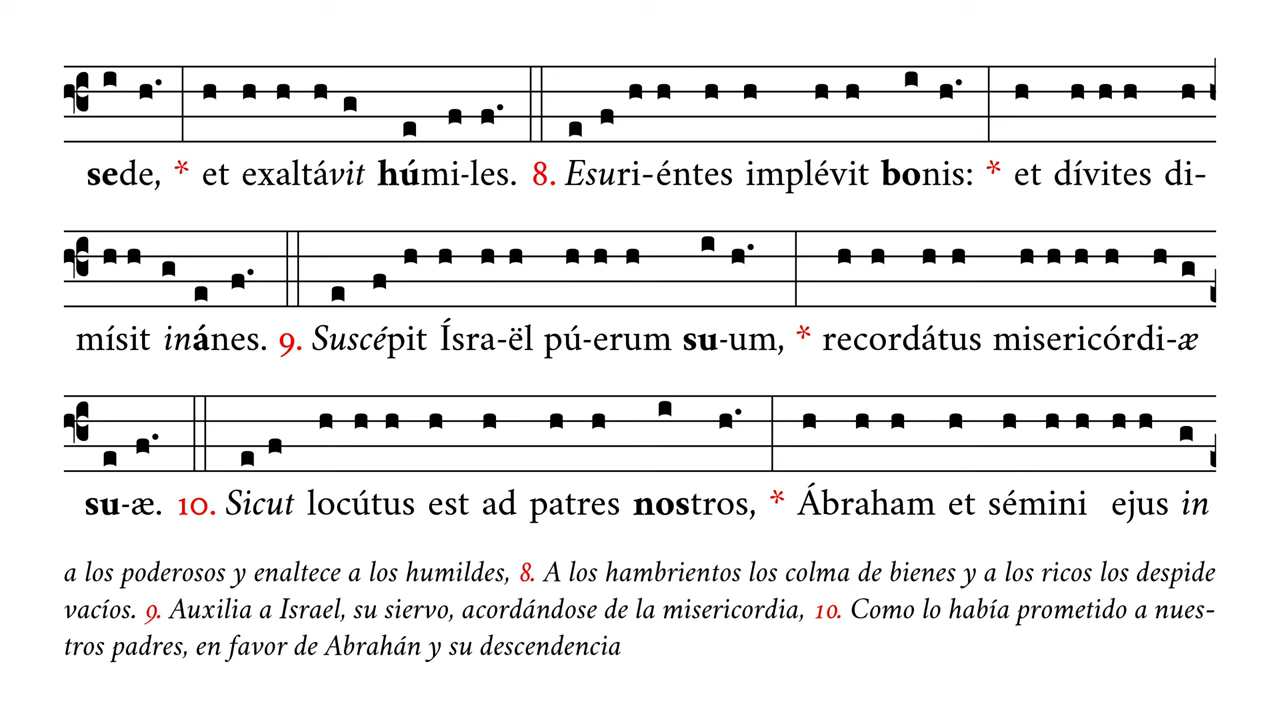 sede, * et exaltávit húmi-les. 8. Esuri-éntes implévit bonis: * et dívites di-
mísit inánes. 9. Suscépit Ísra-ël pú-erum su-um, * recordátus misericórdi-æ
su-æ. 10. Sicut locútus est ad patres nostros, * Ábraham et sémini ejus in
a los poderosos y enaltece a los humildes, 8. A los hambrientos los colma de bienes y a los ricos los despide
vacíos. 9. Auxilia a Israel, su siervo, acordándose de la misericordia, 10. Como lo había prometido a nues-
tros padres, en favor de Abrahán y su descendencia